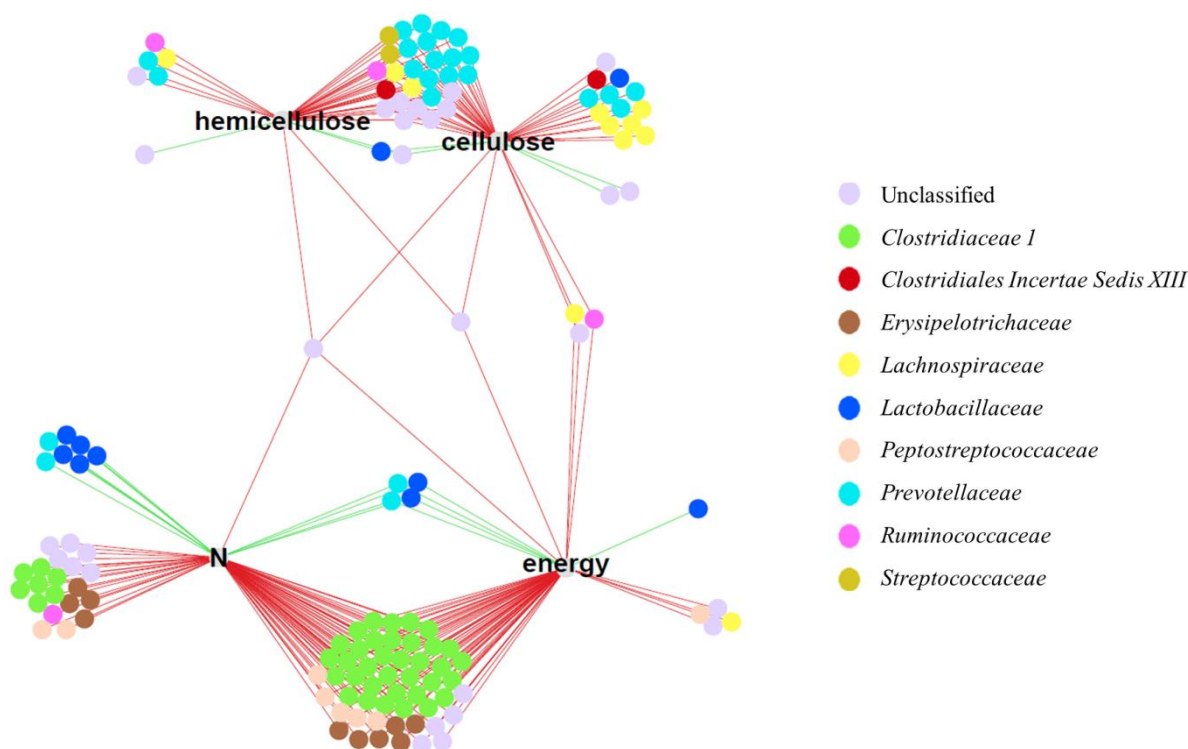 hemicellulose
cellulose
N
energy
Unclassified
Clostridiaceae 1
Clostridiales Incertae Sedis XIII
Erysipelotrichaceae
Lachnospiraceae
Lactobacillaceae
Peptostreptococcaceae
Prevotellaceae
Ruminococcaceae
Streptococcaceae